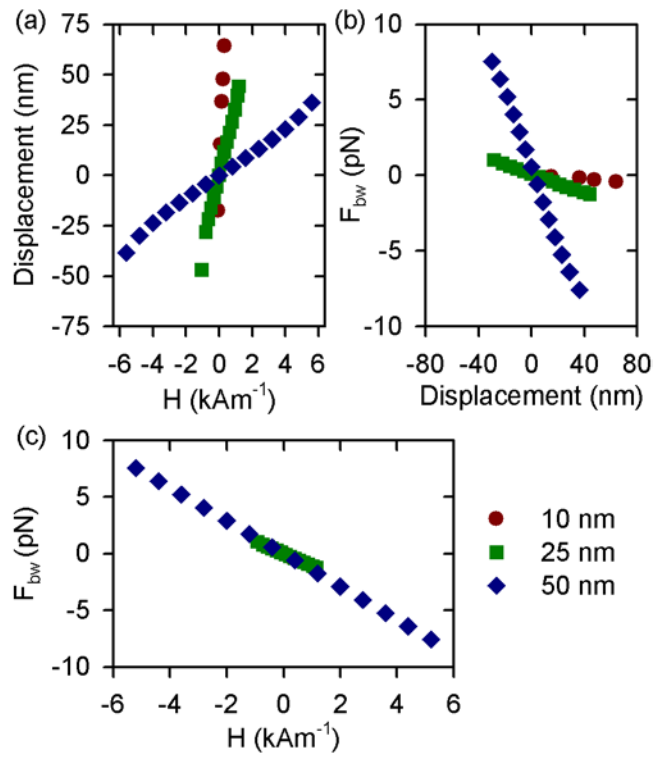 (a)
75
50
25
0
-25
-50
-75
Displacement (nm)
-6 -4 -2 0 2 4 6
H (kAm⁻¹)
(b)
10
5
0
-5
-10
F_bw (pN)
-80 -40 0 40 80
Displacement (nm)
(c)
10
5
0
-5
-10
F_bw (pN)
-6 -4 -2 0 2 4 6
H (kAm⁻¹)
10 nm
25 nm
50 nm